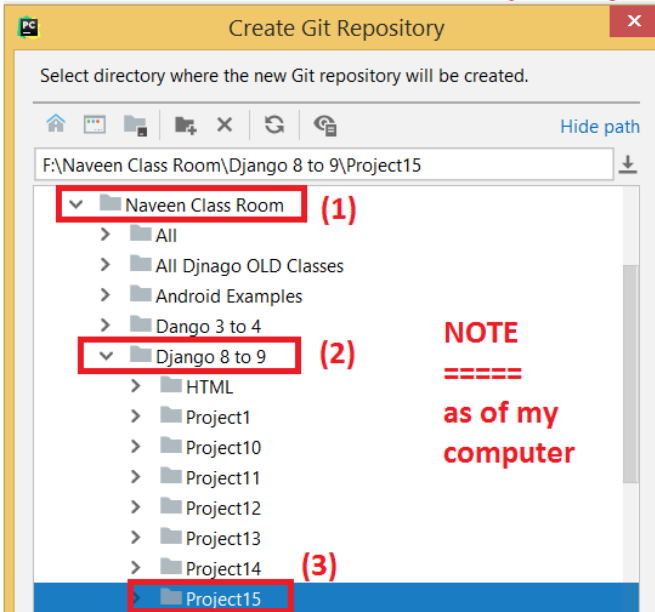 PC
Create Git Repository
Select directory where the new Git repository will be created.
Hide path
F:\Naveen Class Room\Django 8 to 9\Project15
Naveen Class Room (1)
All
All Djnago OLD Classes
Android Examples
Dango 3 to 4
Django 8 to 9 (2)
HTML
Project1
Project10
Project11
Project12
Project13
Project14
Project15 (3)
NOTE
=====
as of my
computer